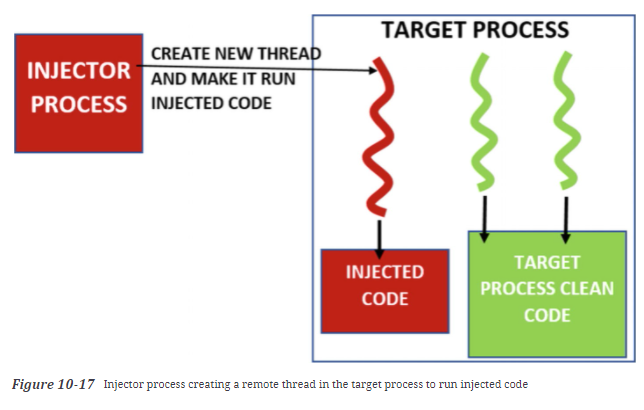 TARGET PROCESS
INJECTOR
PROCESS
CREATE NEW THREAD
AND MAKE IT RUN
INJECTED CODE
INJECTED
CODE
TARGET
PROCESS CLEAN
CODE
Figure 10-17 Injector process creating a remote thread in the target process to run injected code